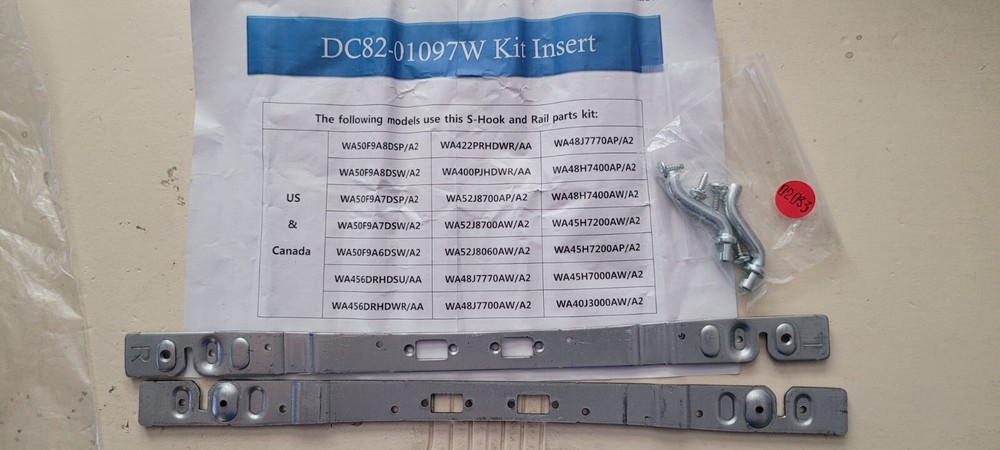 DC82-01097W Kit Insert
The following models use this S-Hook and Rail parts kit:
US
&
Canada
WA50F9A8DSP/A2 WA422PRHDWR/AA WA48J7770AP/A2
WA50F9A8DSW/A2 WA400PJHDWR/AA WA48H7400AP/A2
WA50F9A7DSP/A2 WA52J8700AP/A2 WA48H7400AW/A2
WA50F9A7DSW/A2 WA52J8700AW/A2 WA45H7200AW/A2
WA50F9A6DSW/A2 WA52J8060AW/A2 WA45H7200AP/A2
WA456DRHDSU/AA WA48J7770AW/A2 WA45H7000AW/A2
WA456DRHDWR/AA WA48J7700AW/A2 WA40J3000AW/A2
R